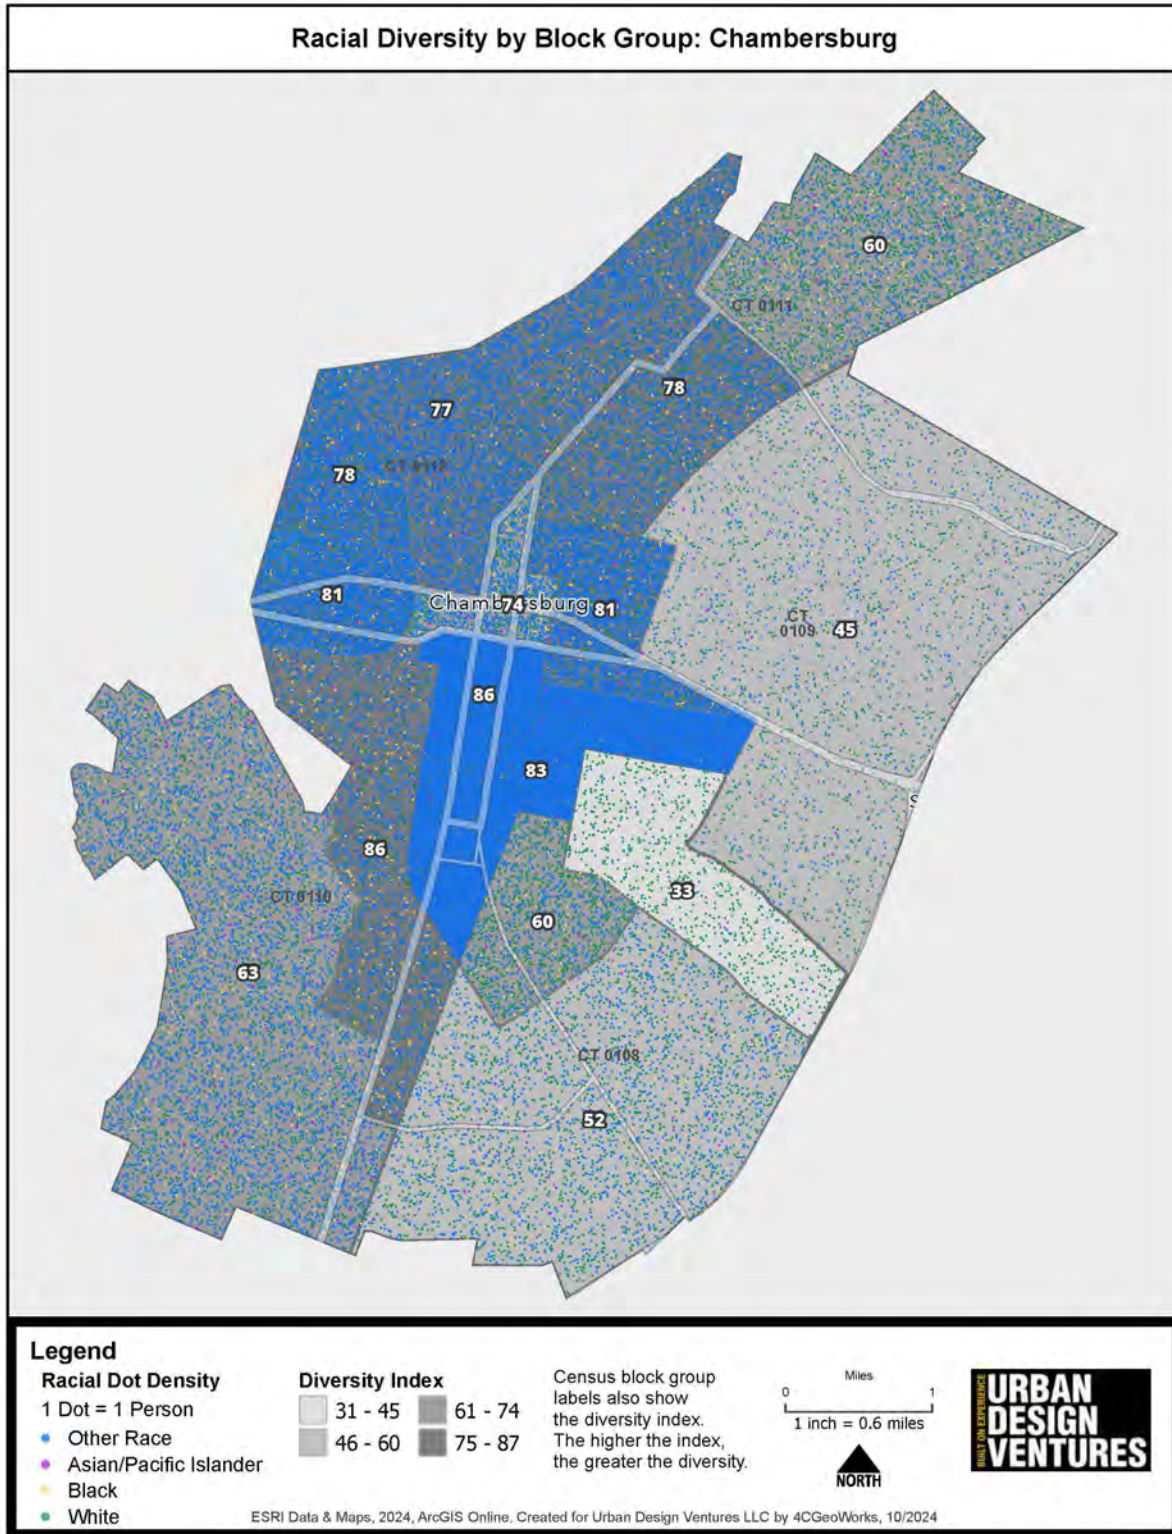 Racial Diversity by Block Group: Chambersburg
60
CT 0111
78
77
78
CT 0112
81
Chambersburg
74
81
CT
0109
45
86
83
86
33
CT 0110
60
63
CT 0108
52
Legend
Racial Dot Density
1 Dot = 1 Person
Other Race
Asian/Pacific Islander
Black
White
Diversity Index
31 - 45
61 - 74
46 - 60
75 - 87
Census block group
labels also show
the diversity index.
The higher the index,
the greater the diversity.
Miles
0 1
1 inch = 0.6 miles
NORTH
BUILT ON EXPERIENCE
URBAN
DESIGN
VENTURES
ESRI Data & Maps, 2024, ArcGIS Online. Created for Urban Design Ventures LLC by 4CGeoWorks, 10/2024